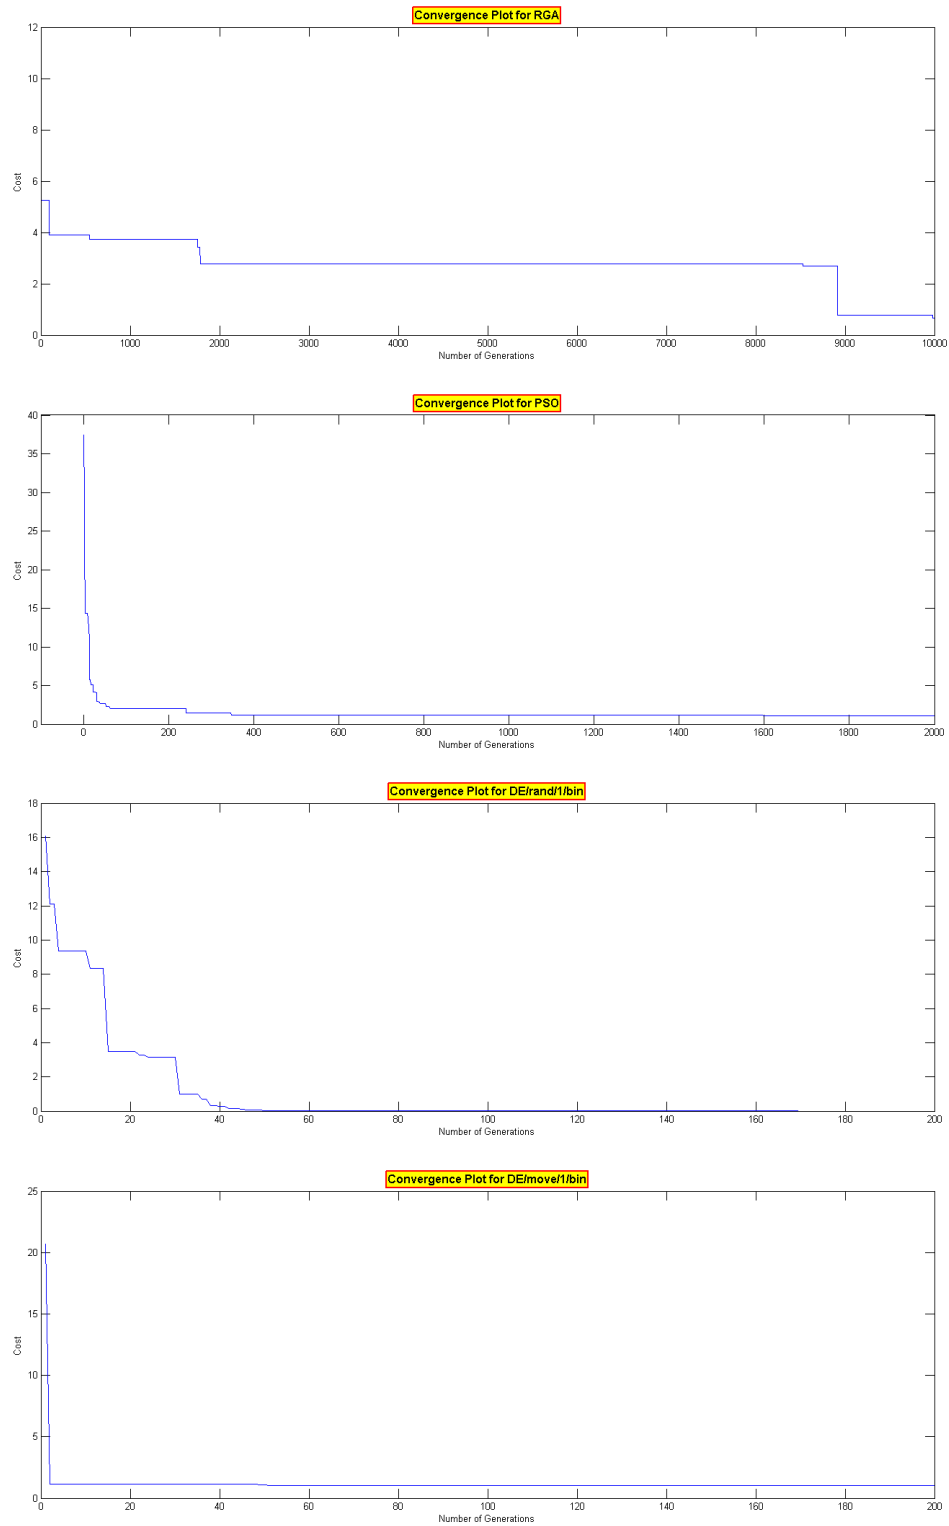 Convergence Plot for RGA
12
10
8
6
4
2
0
Cost
0 1000 2000 3000 4000 5000 6000 7000 8000 9000 10000
Number of Generations
Convergence Plot for PSO
40
35
30
25
20
15
10
5
0
Cost
0 200 400 600 800 1000 1200 1400 1600 1800 2000
Number of Generations
Convergence Plot for DE/rand/1/bin
18
16
14
12
10
8
6
4
2
0
Cost
0 20 40 60 80 100 120 140 160 180 200
Number of Generations
Convergence Plot for DE/move/1/bin
25
20
15
10
5
0
Cost
0 20 40 60 80 100 120 140 160 180 200
Number of Generations